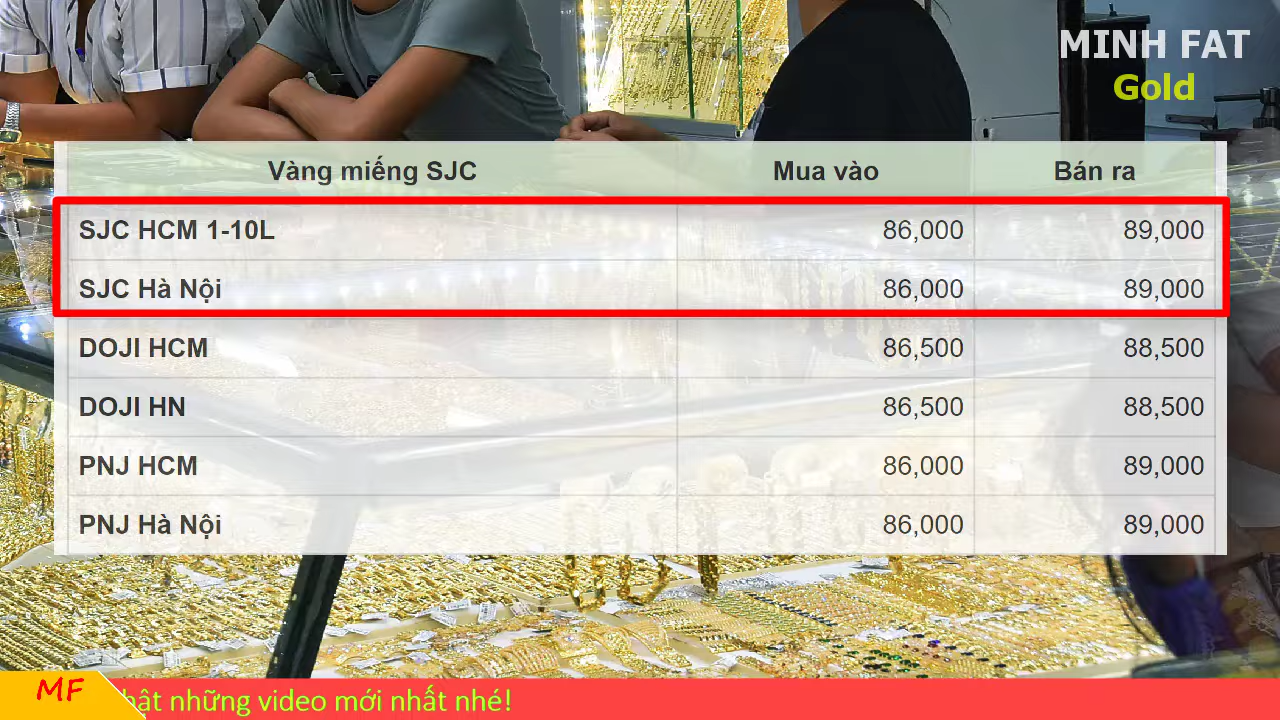 MINH FAT
Gold
Vàng miếng SJC Mua vào Bán ra
SJC HCM 1-10L 86,000 89,000
SJC Hà Nội 86,000 89,000
DOJI HCM 86,500 88,500
DOJI HN 86,500 88,500
PNJ HCM 86,000 89,000
PNJ Hà Nội 86,000 89,000
MF những video mới nhất nhé!